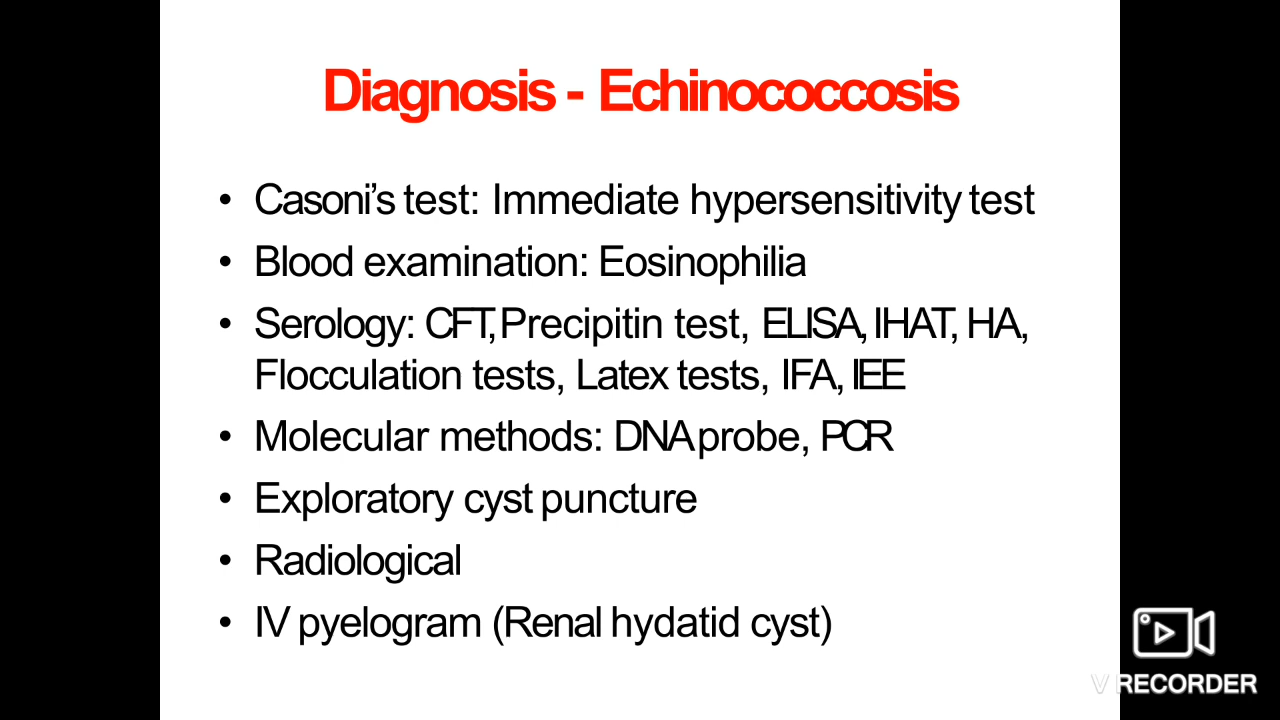 Diagnosis - Echinococcosis
• Casoni’s test: Immediate hypersensitivity test
• Blood examination: Eosinophilia
• Serology: CFT, Precipitin test, ELISA, IHAT, HA,
Flocculation tests, Latex tests, IFA, IEE
• Molecular methods: DNA probe, PCR
• Exploratory cyst puncture
• Radiological
• IV pyelogram (Renal hydatid cyst)
V RECORDER